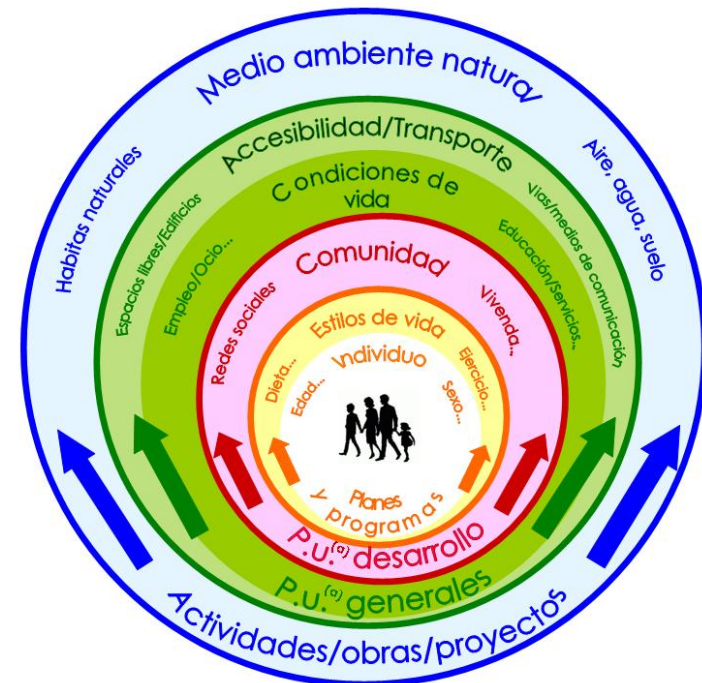 Medio ambiente natural
Habitas naturales
Aire, agua, suelo
Accesibilidad/Transporte
Espacios libres/Edificios
Vías/medios de comunicación
Condiciones de
vida
Empleo/Ocio...
Educación/Servicios...
Comunidad
Redes sociales
Vivenda...
Estilos de vida
Dieta...
Ejercicio...
Individuo
Edad...
Sexo...
Planes
y programas
P.u.(a) desarrollo
P.u.(a) generales
Actividades/obras/proyectos